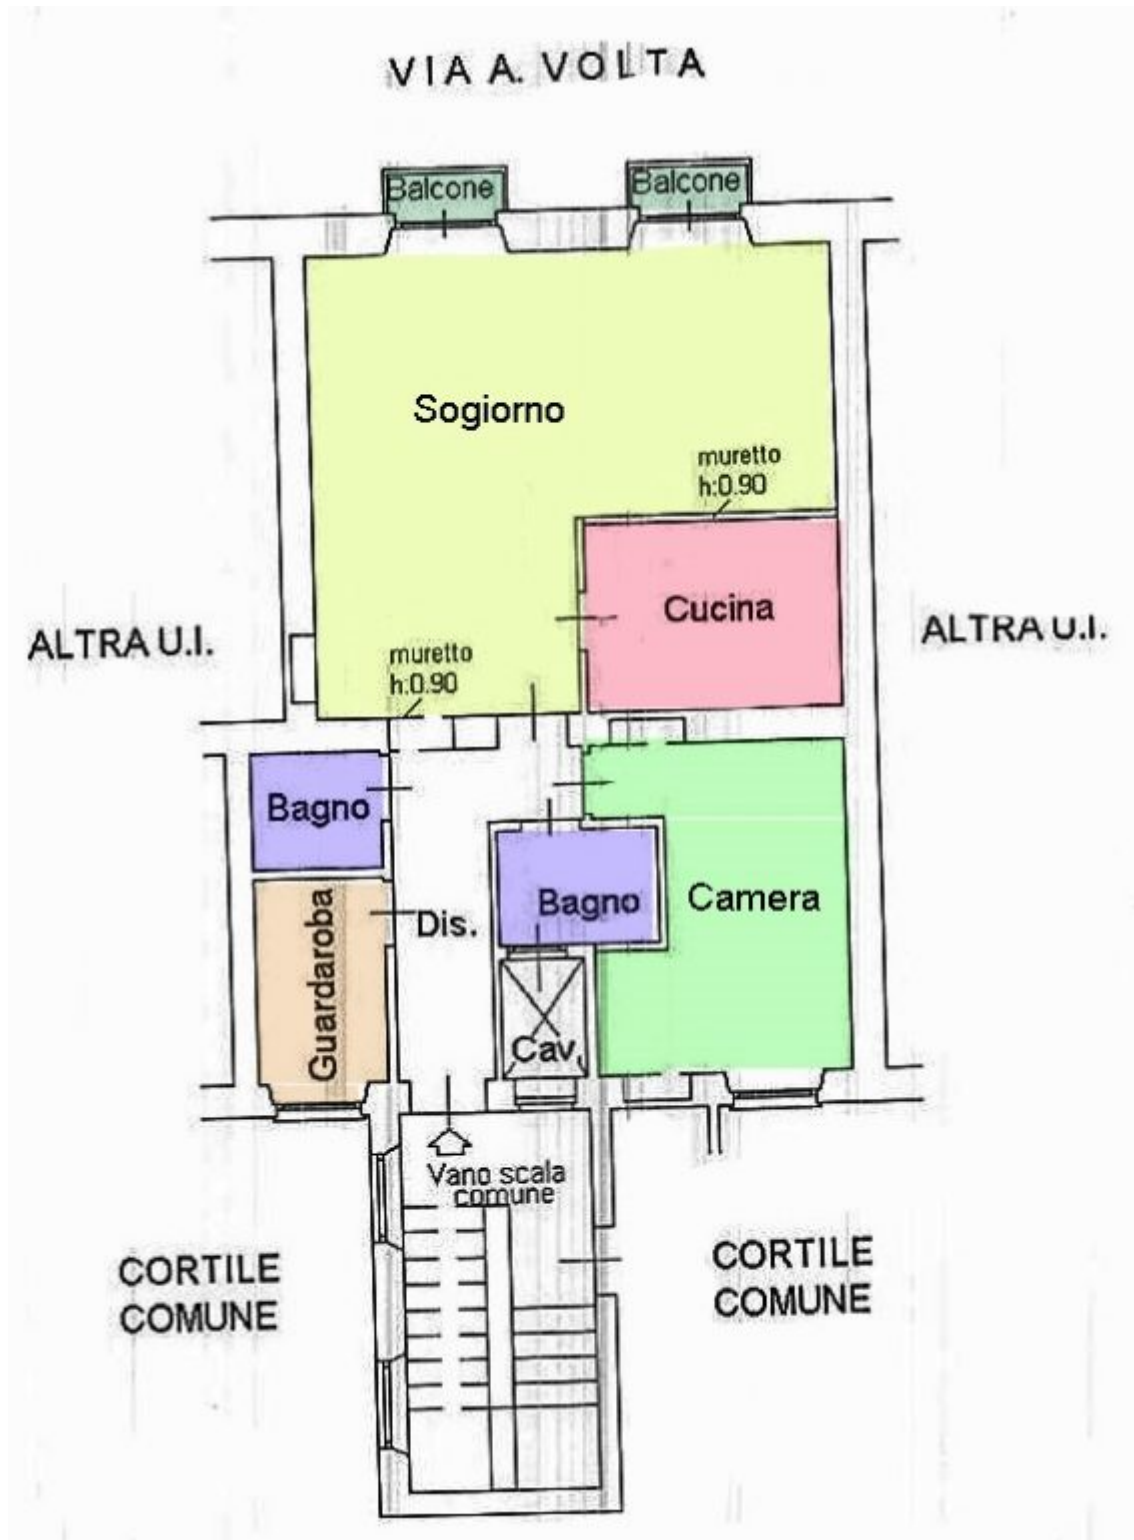 VIA A. VOLTA
Balcone
Balcone
Sogiorno
muretto
h:0.90
Cucina
ALTRA U.I.
ALTRA U.I.
muretto
h:0.90
Bagno
Bagno
Camera
Dis.
Guardaroba
Cav
Vano scala
comune
CORTILE
COMUNE
CORTILE
COMUNE